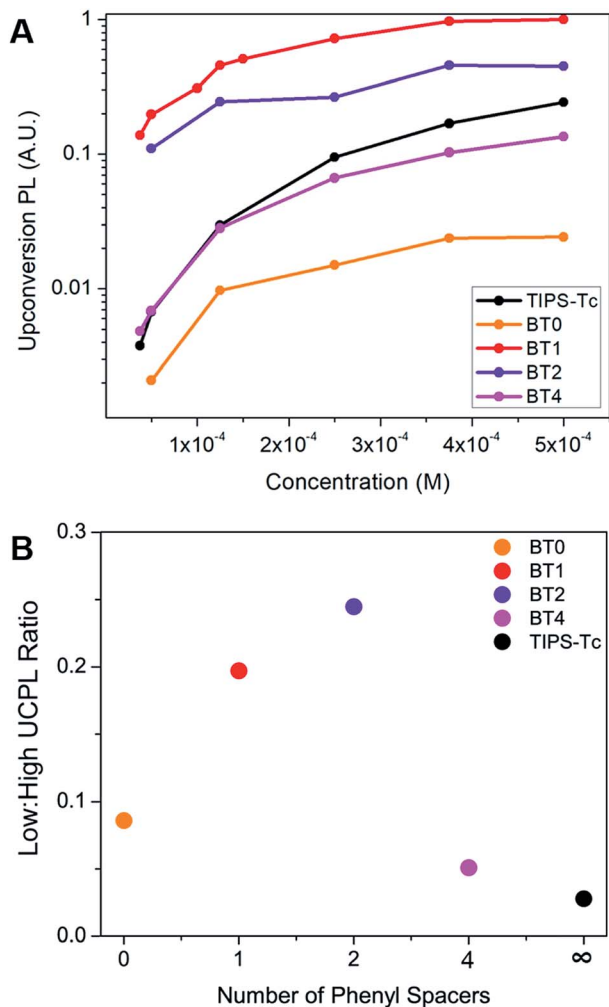 A
Upconversion PL (A.U.)
1
0.1
0.01
TIPS-Tc
BT0
BT1
BT2
BT4
1x10⁻⁴
2x10⁻⁴
3x10⁻⁴
4x10⁻⁴
5x10⁻⁴
Concentration (M)
B
Low:High UCPL Ratio
0.3
0.2
0.1
0.0
BT0
BT1
BT2
BT4
TIPS-Tc
0
1
2
4
∞
Number of Phenyl Spacers